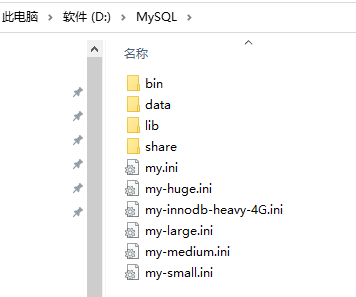 此电脑 > 软件 (D:) > MySQL >
名称
bin
data
lib
share
my.ini
my-huge.ini
my-innodb-heavy-4G.ini
my-large.ini
my-medium.ini
my-small.ini